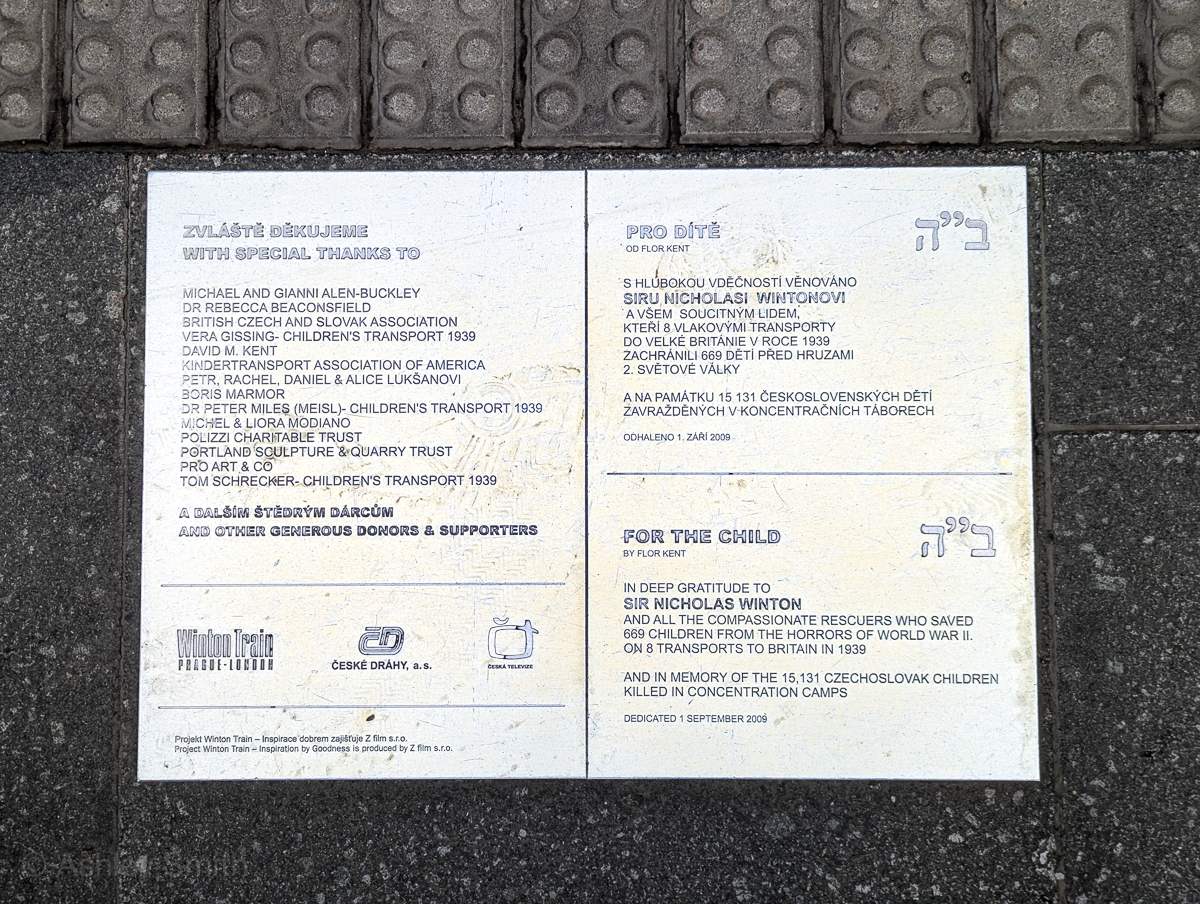 ZVLÁŠTĚ DĚKUJEME
WITH SPECIAL THANKS TO
MICHAEL AND GIANNI ALEN-BUCKLEY
DR REBECCA BEACONSFIELD
BRITISH CZECH AND SLOVAK ASSOCIATION
VERA GISSING- CHILDREN'S TRANSPORT 1939
DAVID M. KENT
KINDERTRANSPORT ASSOCIATION OF AMERICA
PETR, RACHEL, DANIEL & ALICE LUKŠANOVI
BORIS MARMOR
DR PETER MILES (MEISL)- CHILDREN'S TRANSPORT 1939
MICHEL & LIORA MODIANO
POLIZZI CHARITABLE TRUST
PORTLAND SCULPTURE & QUARRY TRUST
PRO ART & CO
TOM SCHRECKER- CHILDREN'S TRANSPORT 1939
A DALŠÍM ŠTĚDRÝM DÁRCŮM
AND OTHER GENEROUS DONORS & SUPPORTERS
Winton Train
PRAGUE-LONDON
ČD
ČESKÉ DRÁHY, a.s.
ČESKÁ TELEVIZE
Projekt Winton Train – Inspirace dobrem zajišťuje Z film s.r.o.
Project Winton Train – Inspiration by Goodness is produced by Z film s.r.o.
PRO DÍTĚ
ב”ה
OD FLOR KENT
S HLUBOKOU VDĚČNOSTÍ VĚNOVÁNO
SIRU NICHOLASI WINTONOVI
A VŠEM SOUCITNÝM LIDEM,
KTEŘÍ 8 VLAKOVÝMI TRANSPORTY
DO VELKÉ BRITÁNIE V ROCE 1939
ZACHRÁNILI 669 DĚTÍ PŘED HRUZAMI
2. SVĚTOVÉ VÁLKY
A NA PAMÁTKU 15 131 ČESKOSLOVENSKÝCH DĚTÍ
ZAVRAŽDĚNÝCH V KONCENTRAČNÍCH TÁBORECH
ODHALENO 1. ZÁŘÍ 2009
FOR THE CHILD
ב”ה
BY FLOR KENT
IN DEEP GRATITUDE TO
SIR NICHOLAS WINTON
AND ALL THE COMPASSIONATE RESCUERS WHO SAVED
669 CHILDREN FROM THE HORRORS OF WORLD WAR II.
ON 8 TRANSPORTS TO BRITAIN IN 1939
AND IN MEMORY OF THE 15,131 CZECHOSLOVAK CHILDREN
KILLED IN CONCENTRATION CAMPS
DEDICATED 1 SEPTEMBER 2009
© Smith